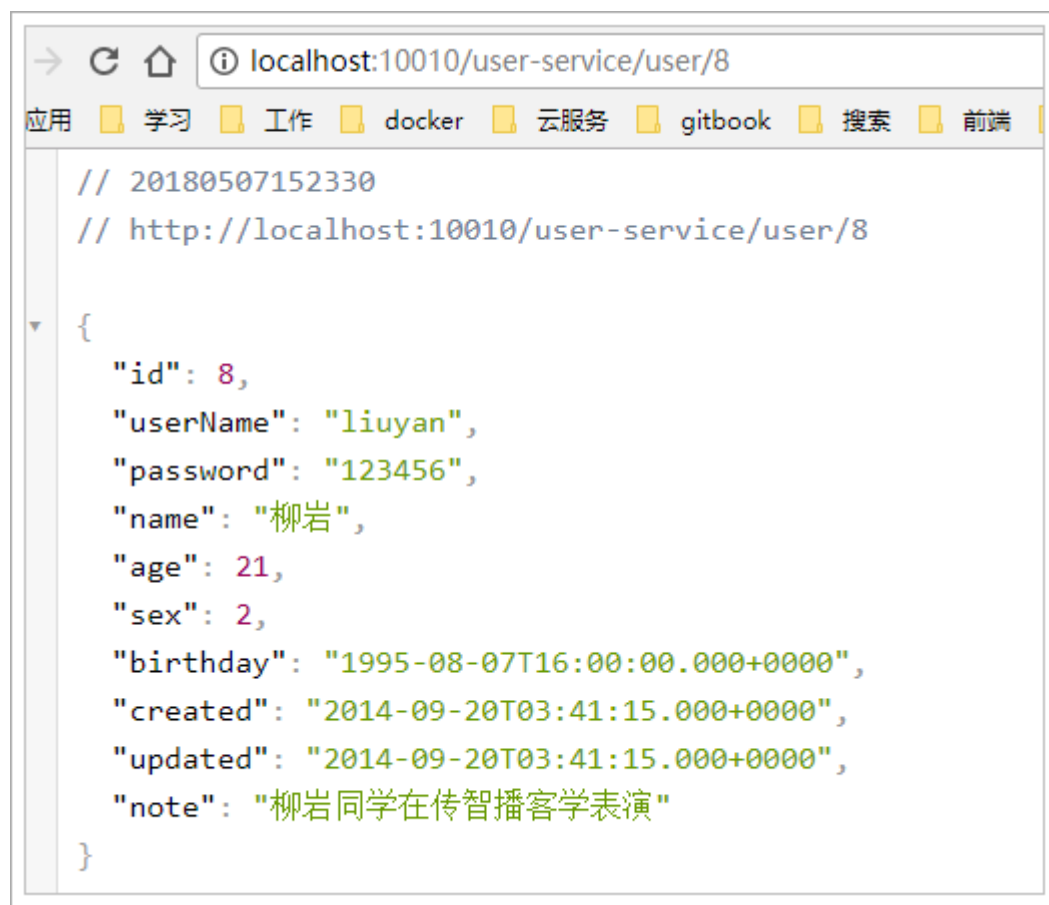 localhost:10010/user-service/user/8
应用 学习 工作 docker 云服务 gitbook 搜索 前端
// 20180507152330
// http://localhost:10010/user-service/user/8
{
"id": 8,
"userName": "liuyan",
"password": "123456",
"name": "柳岩",
"age": 21,
"sex": 2,
"birthday": "1995-08-07T16:00:00.000+0000",
"created": "2014-09-20T03:41:15.000+0000",
"updated": "2014-09-20T03:41:15.000+0000",
"note": "柳岩同学在传智播客学表演"
}